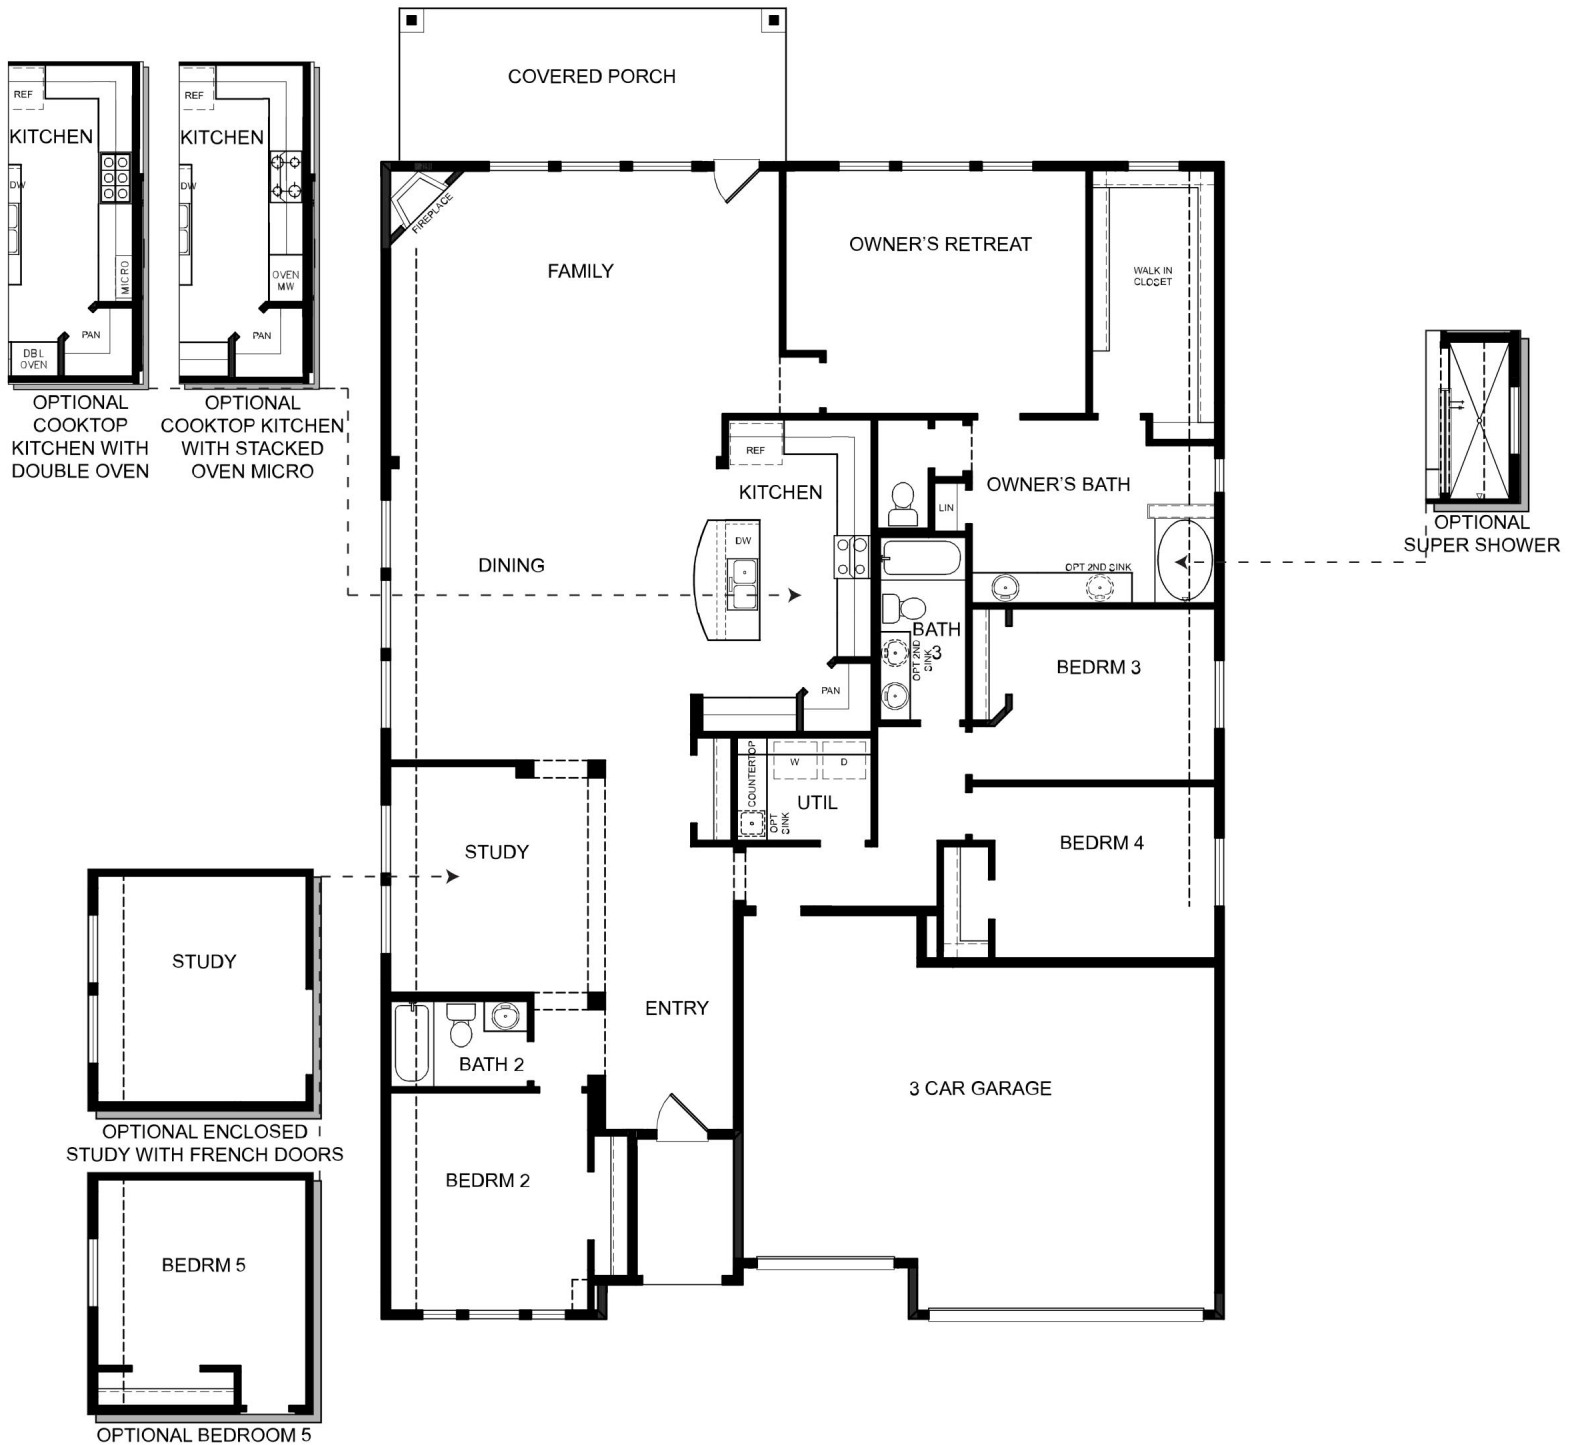 COVERED PORCH
REF
KITCHEN
DW
MICRO
PAN
DBL
OVEN
OPTIONAL
COOKTOP
KITCHEN WITH
DOUBLE OVEN
REF
KITCHEN
DW
OVEN
MW
PAN
OPTIONAL
COOKTOP KITCHEN
WITH STACKED
OVEN MICRO
FIREPLACE
FAMILY
OWNER'S RETREAT
WALK IN
CLOSET
REF
KITCHEN
DW
DINING
PAN
LIN
OWNER'S BATH
OPT 2ND SINK
OPTIONAL
SUPER SHOWER
BATH
3
OPT 2ND
SINK
BEDRM 3
COUNTERTOP
W
D
UTIL
OPT
SINK
BEDRM 4
STUDY
STUDY
OPTIONAL ENCLOSED
STUDY WITH FRENCH DOORS
ENTRY
BATH 2
3 CAR GARAGE
BEDRM 2
BEDRM 5
OPTIONAL BEDROOM 5